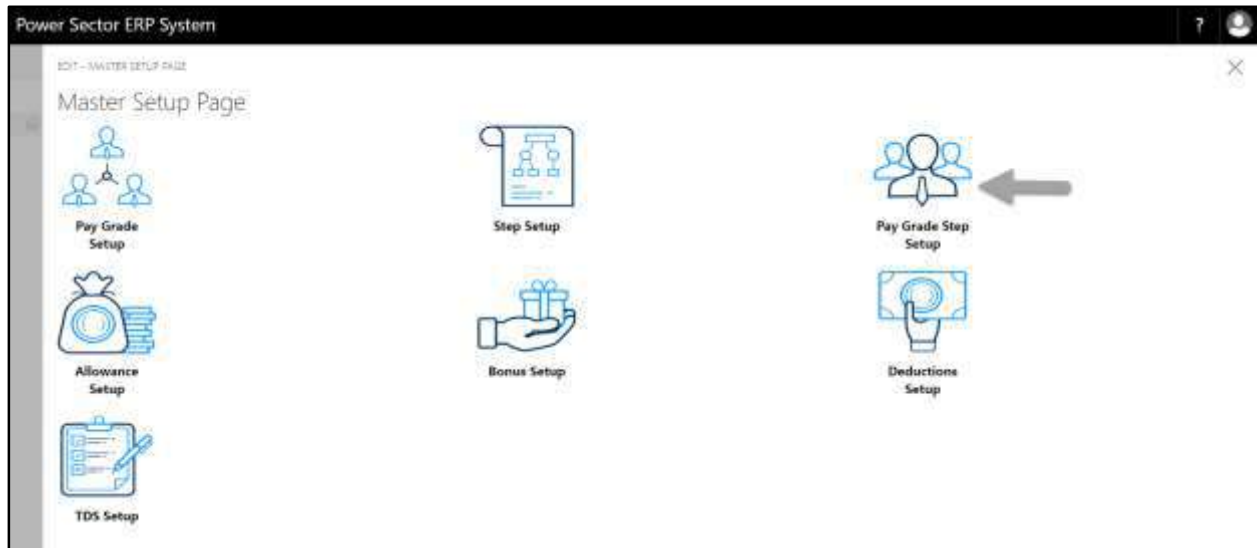 Power Sector ERP System
?
EDIT - MASTER SETUP PAGE
Master Setup Page
Pay Grade
Setup
Step Setup
Pay Grade Step
Setup
Allowance
Setup
Bonus Setup
Deductions
Setup
TDS Setup